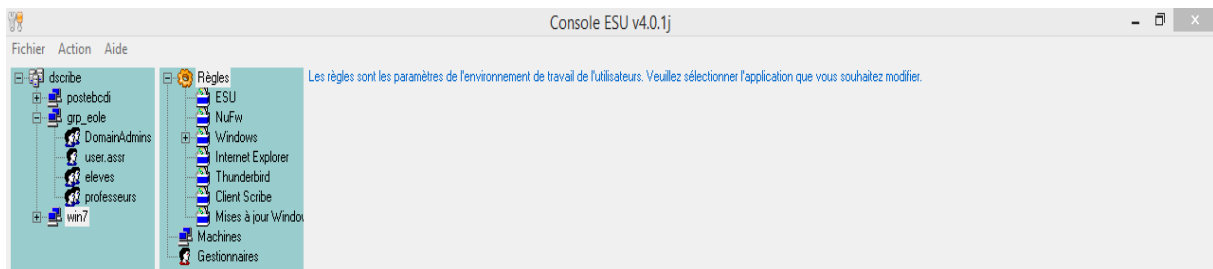 Console ESU v4.0.1j
Fichier Action Aide
dscribe
postebcdi
grp_eole
DomainAdmins
user.assr
eleves
professeurs
win7
Règles
ESU
NuFw
Windows
Internet Explorer
Thunderbird
Client Scribe
Mises à jour Windov
Machines
Gestionnaires
Les règles sont les paramètres de l'environnement de travail de l'utilisateurs. Veuillez sélectionner l'application que vous souhaitez modifier.